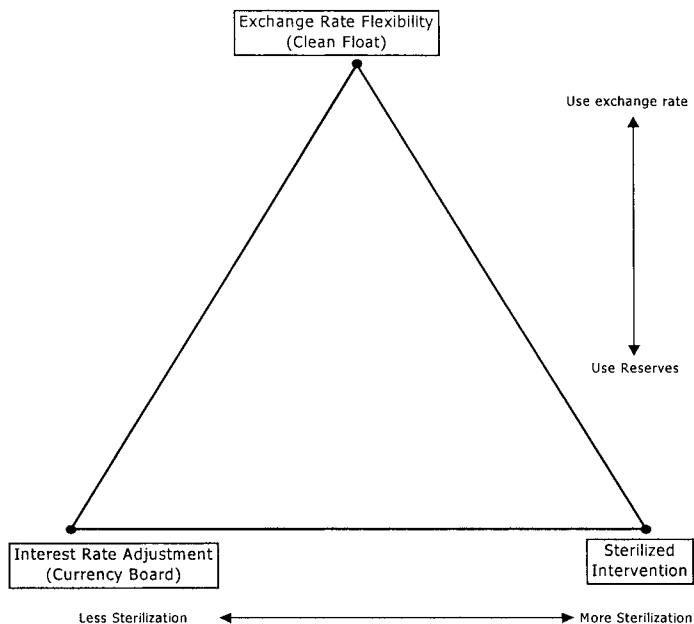 Exchange Rate Flexibility
(Clean Float)
Use exchange rate
Use Reserves
Interest Rate Adjustment
(Currency Board)
Sterilized
Intervention
Less Sterilization
More Sterilization